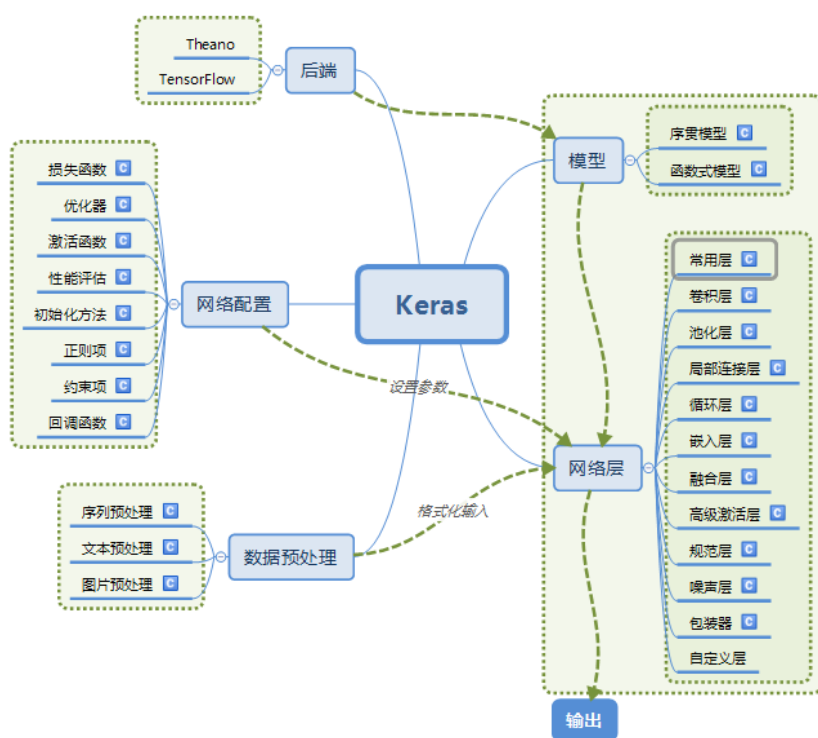 Theano
TensorFlow
后端
损失函数 C
优化器 C
激活函数 C
性能评估 C
初始化方法 C
正则项 C
约束项 C
回调函数 C
网络配置
序列预处理 C
文本预处理 C
图片预处理 C
数据预处理
Keras
设置参数
格式化输入
模型
序贯模型 C
函数式模型 C
网络层
常用层 C
卷积层 C
池化层 C
局部连接层 C
循环层 C
嵌入层 C
融合层 C
高级激活层 C
规范层 C
噪声层 C
包装器 C
自定义层
输出